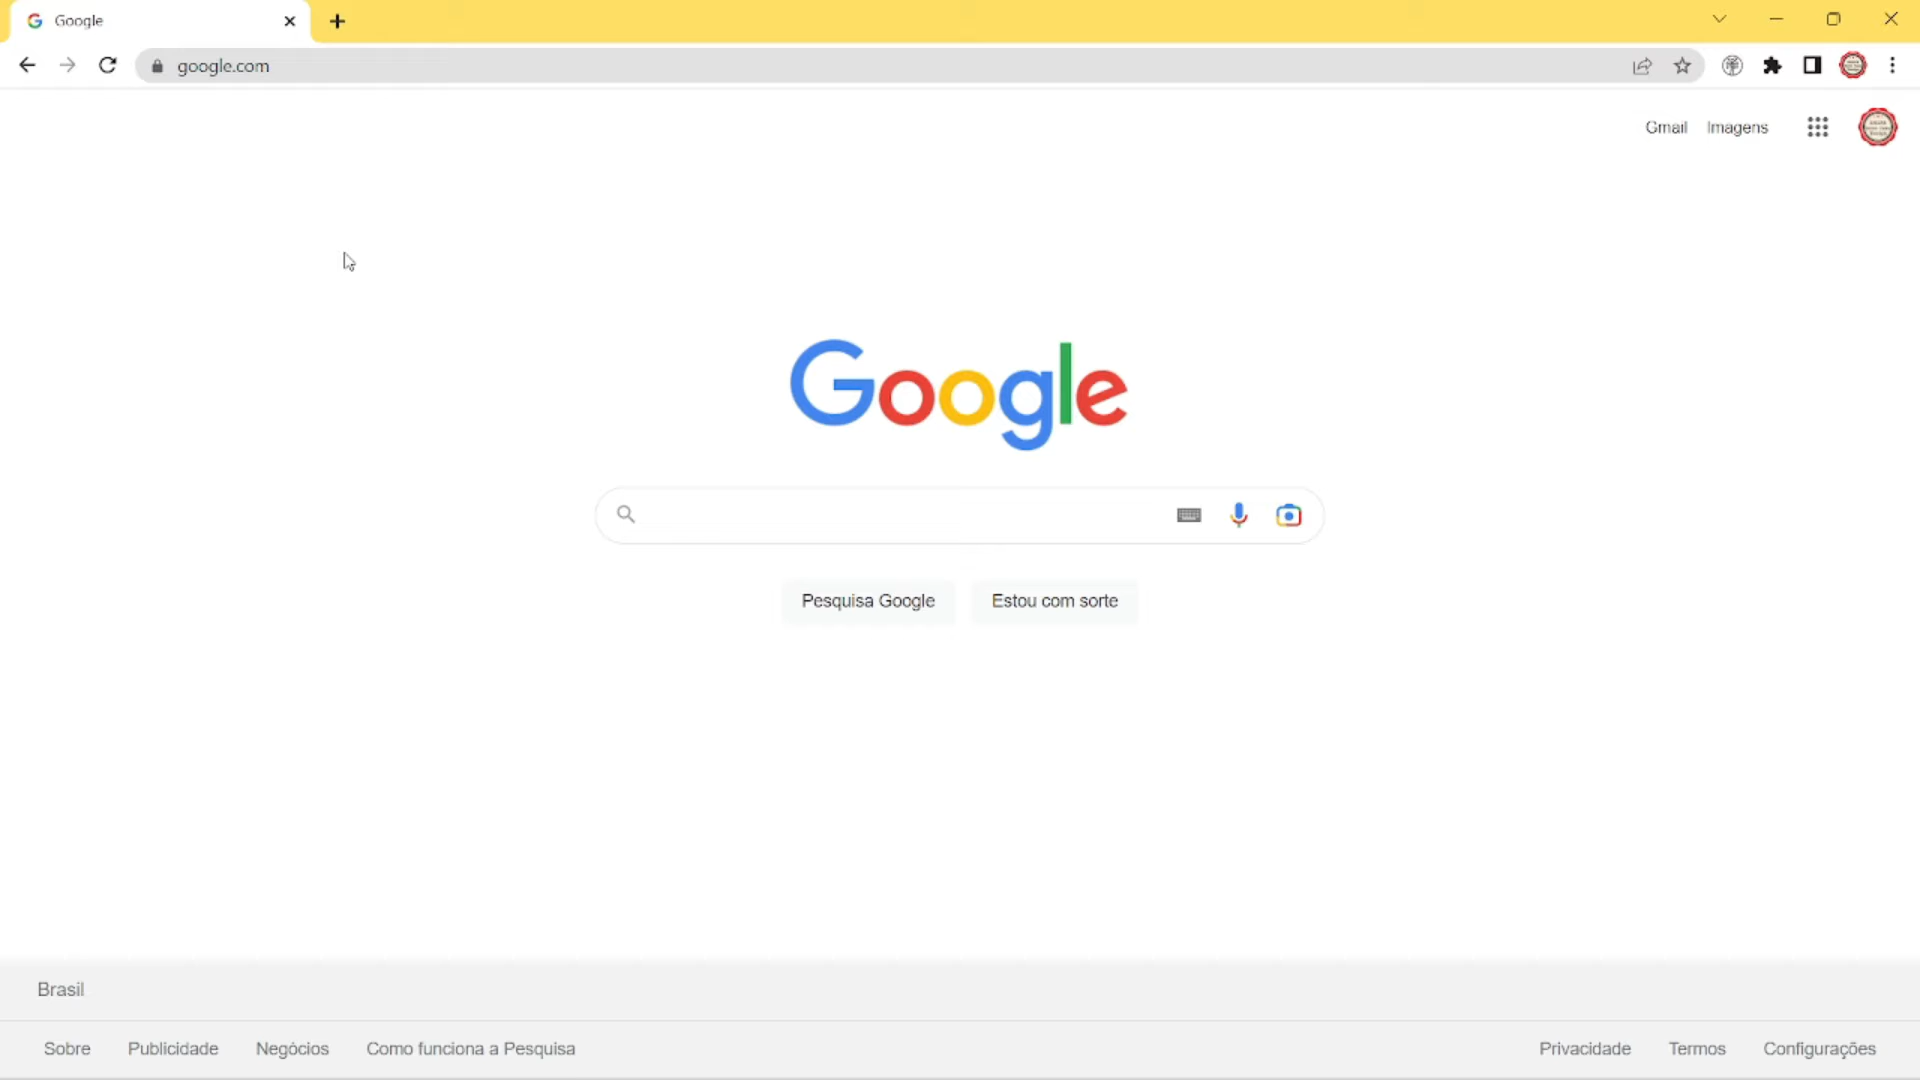 Google
google.com
Gmail Imagens
Google
Pesquisa Google Estou com sorte
Brasil
Sobre Publicidade Negócios Como funciona a Pesquisa Privacidade Termos Configurações